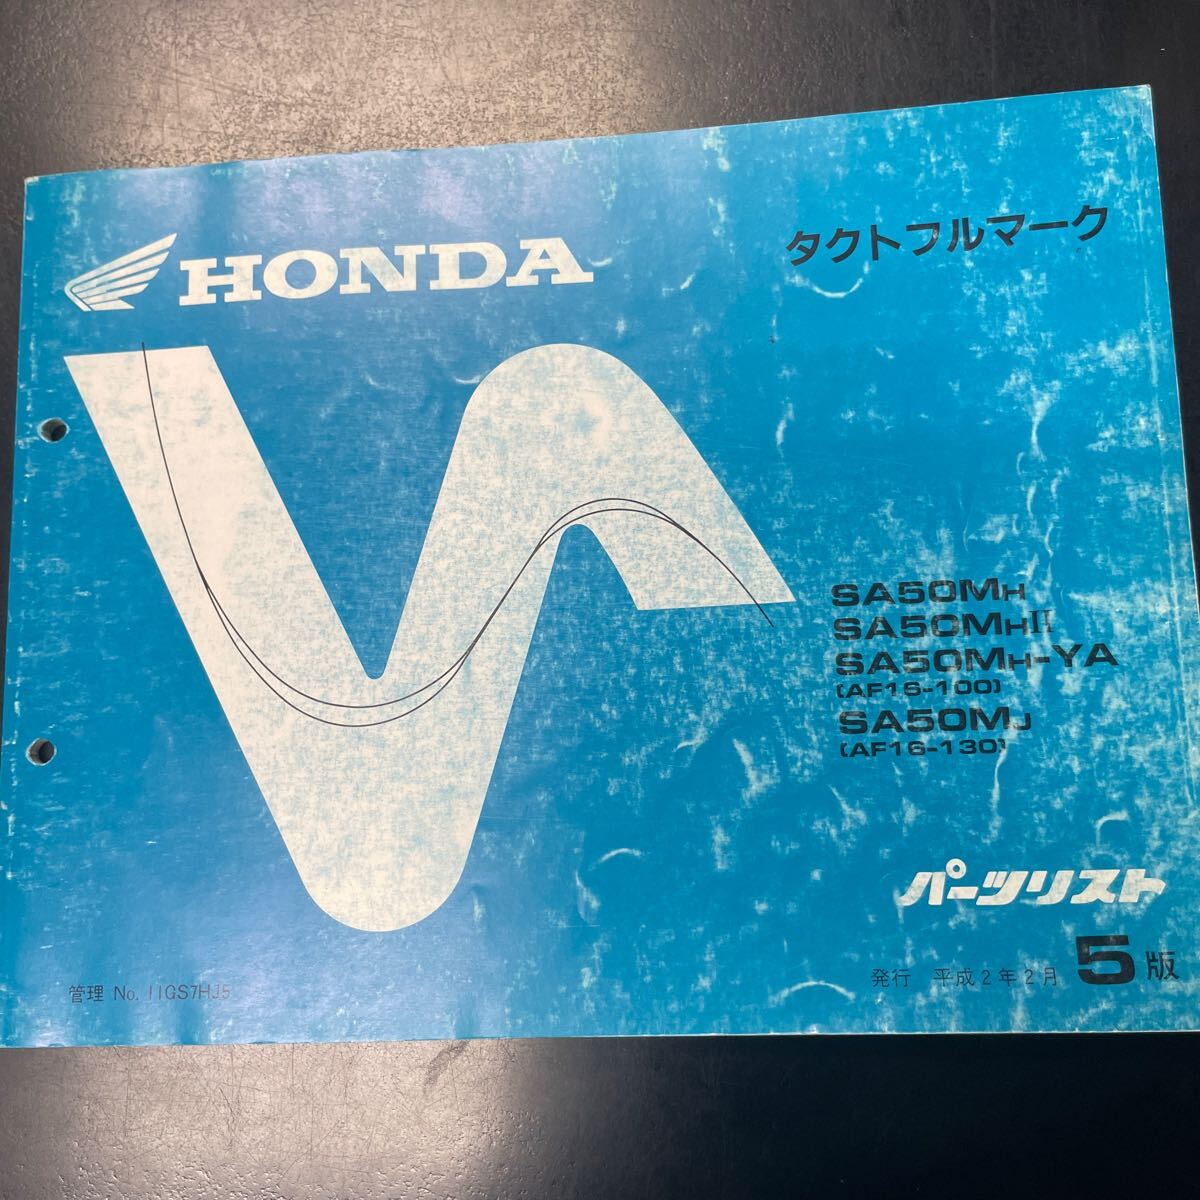 HONDA
タクトフルマーク
SA50MH
SA50MHII
SA50MH-YA
(AF16-100)
SA50MJ
(AF16-130)
パーツリスト
発行 平成2年2月 5版
管理 No. 11GS7HJ5